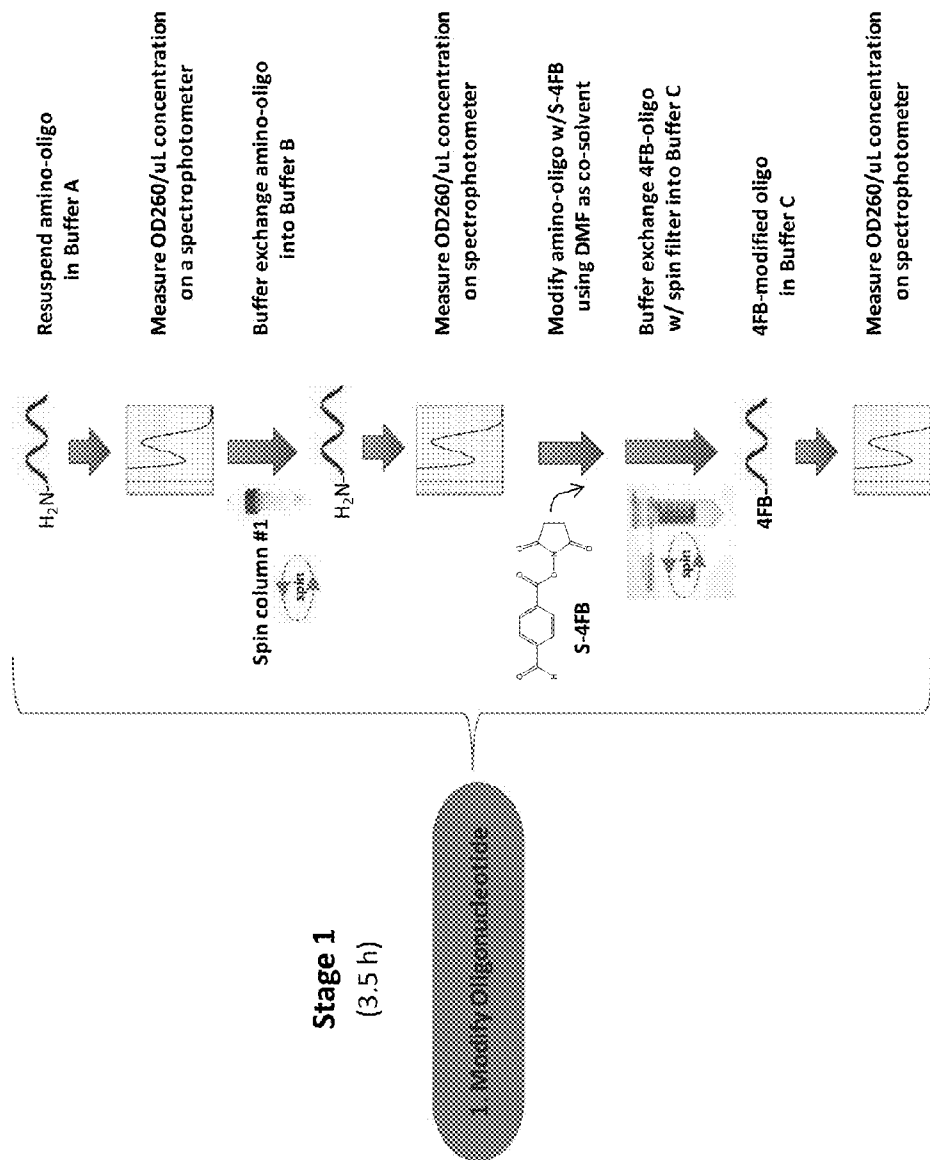 Stage 1
(3.5 h)
1. Modify Oligonucleotide
H₂N-
Resuspend amino-oligo
in Buffer A
Measure OD260/uL concentration
on a spectrophotometer
Spin column #1
spin
Buffer exchange amino-oligo
into Buffer B
H₂N-
Measure OD260/uL concentration
on spectrophotometer
S-4FB
Modify amino-oligo w/S-4FB
using DMF as co-solvent
spin
Buffer exchange 4FB-oligo
w/ spin filter into Buffer C
4FB-
4FB-modified oligo
in Buffer C
Measure OD260/uL concentration
on spectrophotometer